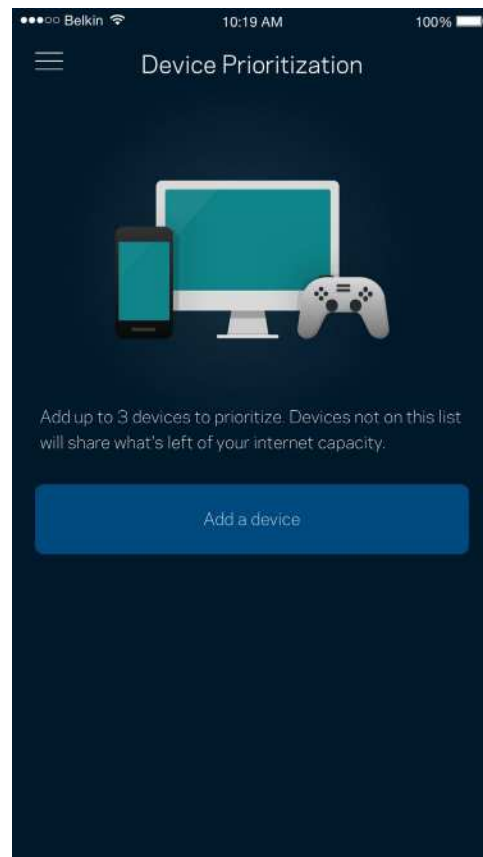 Belkin 10:19 AM 100%
Device Prioritization
Add up to 3 devices to prioritize. Devices not on this list
will share what's left of your internet capacity.
Add a device